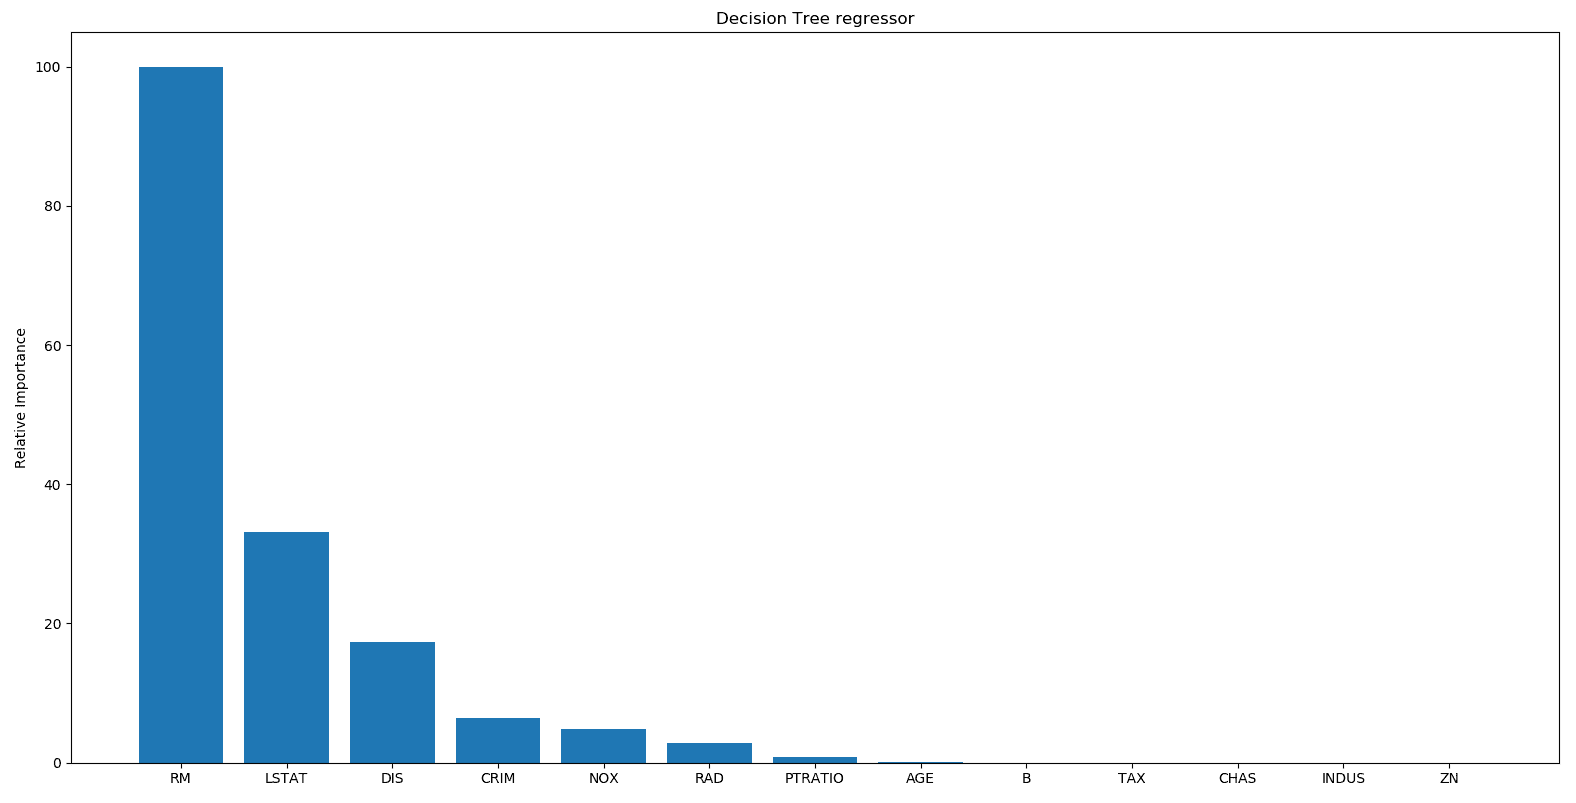 Decision Tree regressor
Relative Importance
100
80
60
40
20
0
RM LSTAT DIS CRIM NOX RAD PTRATIO AGE B TAX CHAS INDUS ZN